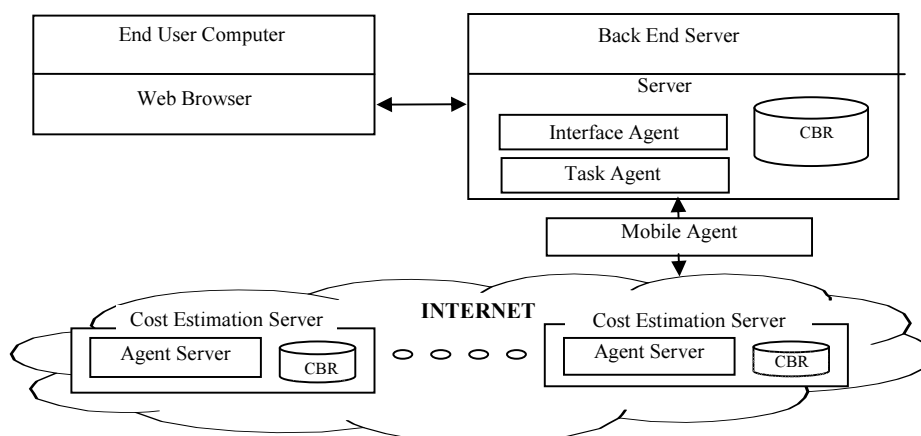 End User Computer
Web Browser
Back End Server
Server
Interface Agent
Task Agent
CBR
Mobile Agent
INTERNET
Cost Estimation Server
Agent Server
CBR
Cost Estimation Server
Agent Server
CBR